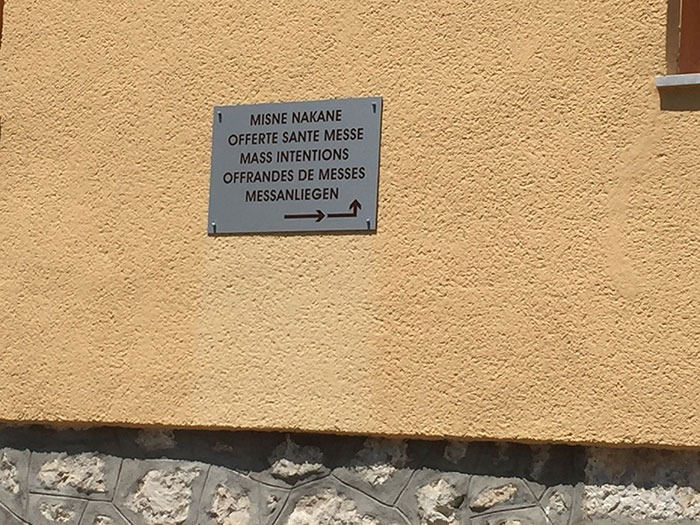 MISNE NAKANE
OFFERTE SANTE MESSE
MASS INTENTIONS
OFFRANDES DE MESSES
MESSANLIEGEN